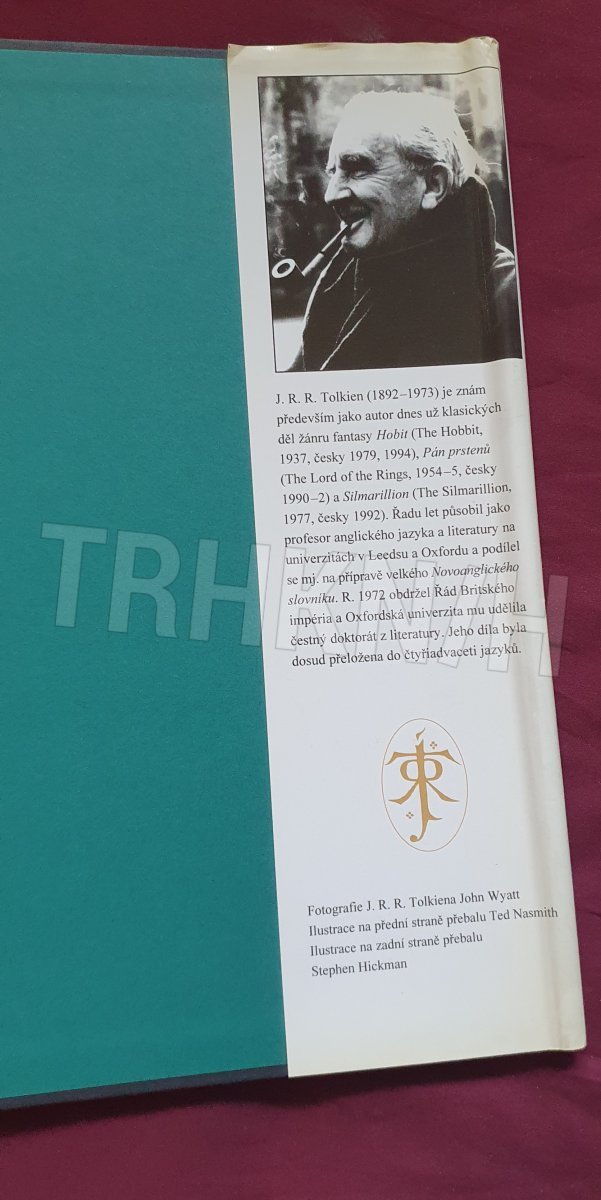 J. R. R. Tolkien (1892–1973) je znám
především jako autor dnes už klasických
děl žánru fantasy Hobit (The Hobbit,
1937, česky 1979, 1994), Pán prstenů
(The Lord of the Rings, 1954–5, česky
1990–2) a Silmarillion (The Silmarillion,
1977, česky 1992). Řadu let působil jako
profesor anglického jazyka a literatury na
univerzitách v Leedsu a Oxfordu a podílel
se mj. na přípravě velkého Novoanglického
slovníku. R. 1972 obdržel Řád Britského
impéria a Oxfordská univerzita mu udělila
čestný doktorát z literatury. Jeho díla byla
dosud přeložena do čtyřiadvaceti jazyků.
TRHKNIH
Fotografie J. R. R. Tolkiena John Wyatt
Ilustrace na přední straně přebalu Ted Nasmith
Ilustrace na zadní straně přebalu
Stephen Hickman